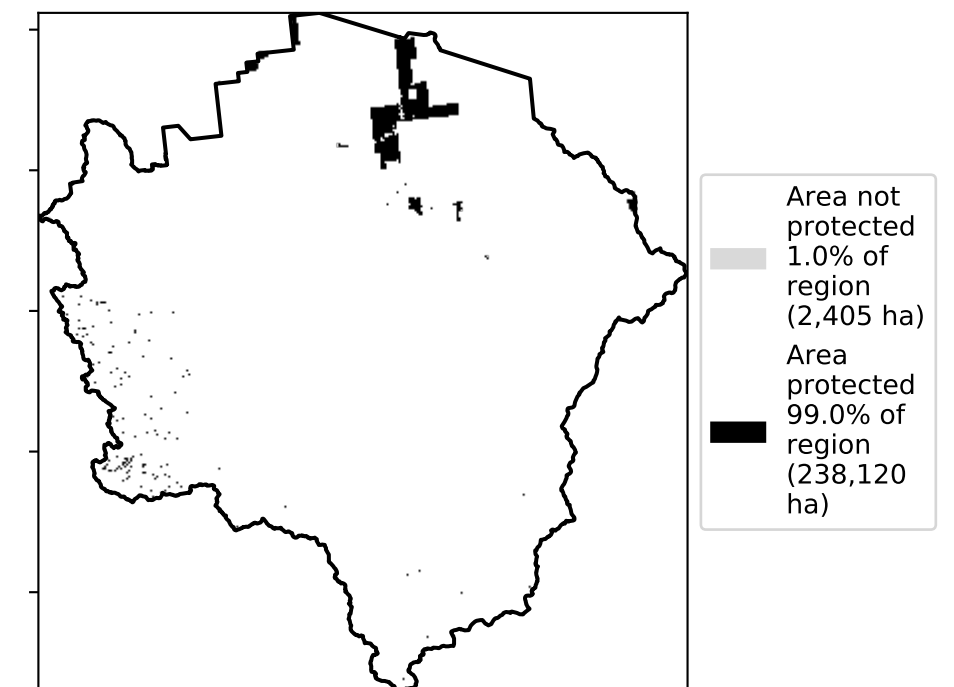 Area not
protected
1.0% of
region
(2,405 ha)
Area
protected
99.0% of
region
(238,120
ha)